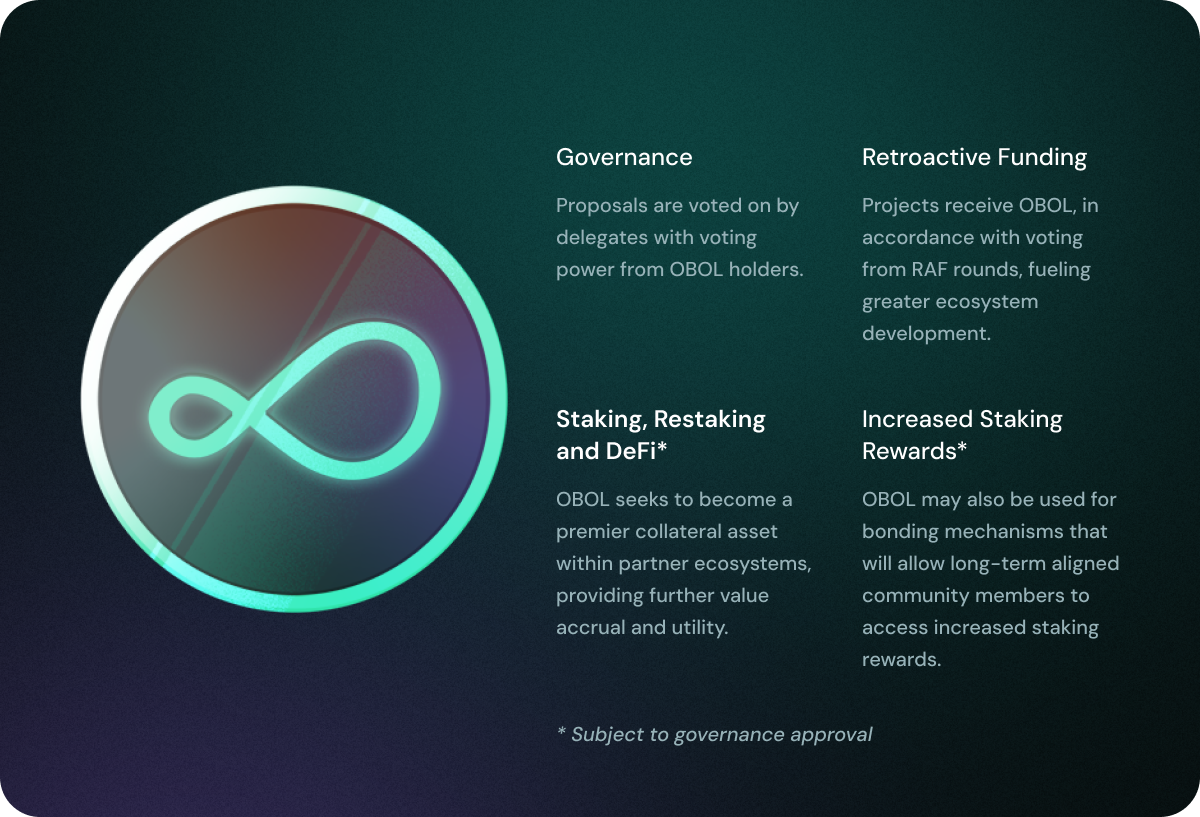 Governance
Proposals are voted on by
delegates with voting
power from OBOL holders.
Retroactive Funding
Projects receive OBOL, in
accordance with voting
from RAF rounds, fueling
greater ecosystem
development.
Staking, Restaking
and DeFi*
OBOL seeks to become a
premier collateral asset
within partner ecosystems,
providing further value
accrual and utility.
Increased Staking
Rewards*
OBOL may also be used for
bonding mechanisms that
will allow long-term aligned
community members to
access increased staking
rewards.
* Subject to governance approval